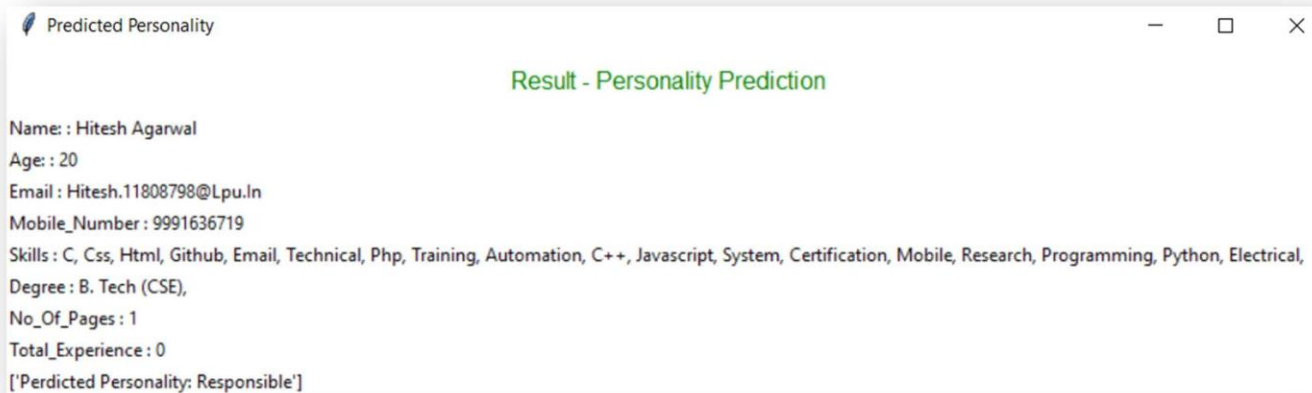 Predicted Personality
Result - Personality Prediction
Name: : Hitesh Agarwal
Age: : 20
Email : Hitesh.11808798@Lpu.In
Mobile_Number : 9991636719
Skills : C, Css, Html, Github, Email, Technical, Php, Training, Automation, C++, Javascript, System, Certification, Mobile, Research, Programming, Python, Electrical,
Degree : B. Tech (CSE),
No_Of_Pages : 1
Total_Experience : 0
['Perdicted Personality: Responsible']